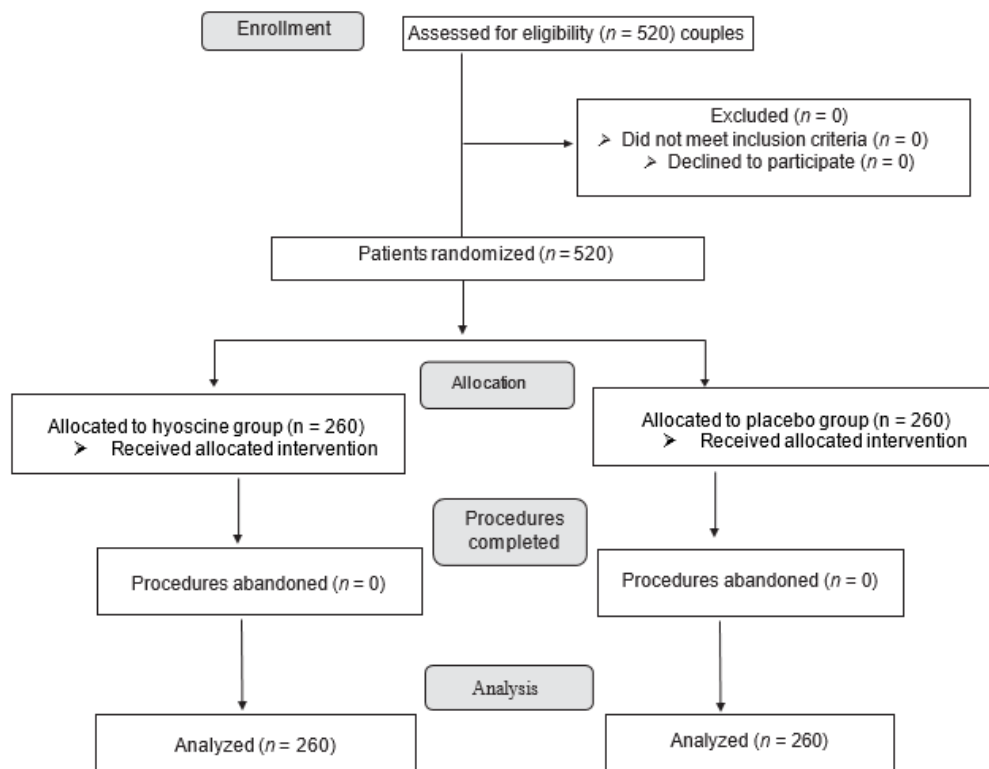 Enrollment
Assessed for eligibility (n = 520) couples
Excluded (n = 0)
➢ Did not meet inclusion criteria (n = 0)
➢ Declined to participate (n = 0)
Patients randomized (n = 520)
Allocation
Allocated to hyoscine group (n = 260)
➢ Received allocated intervention
Allocated to placebo group (n = 260)
➢ Received allocated intervention
Procedures
completed
Procedures abandoned (n = 0)
Procedures abandoned (n = 0)
Analysis
Analyzed (n = 260)
Analyzed (n = 260)